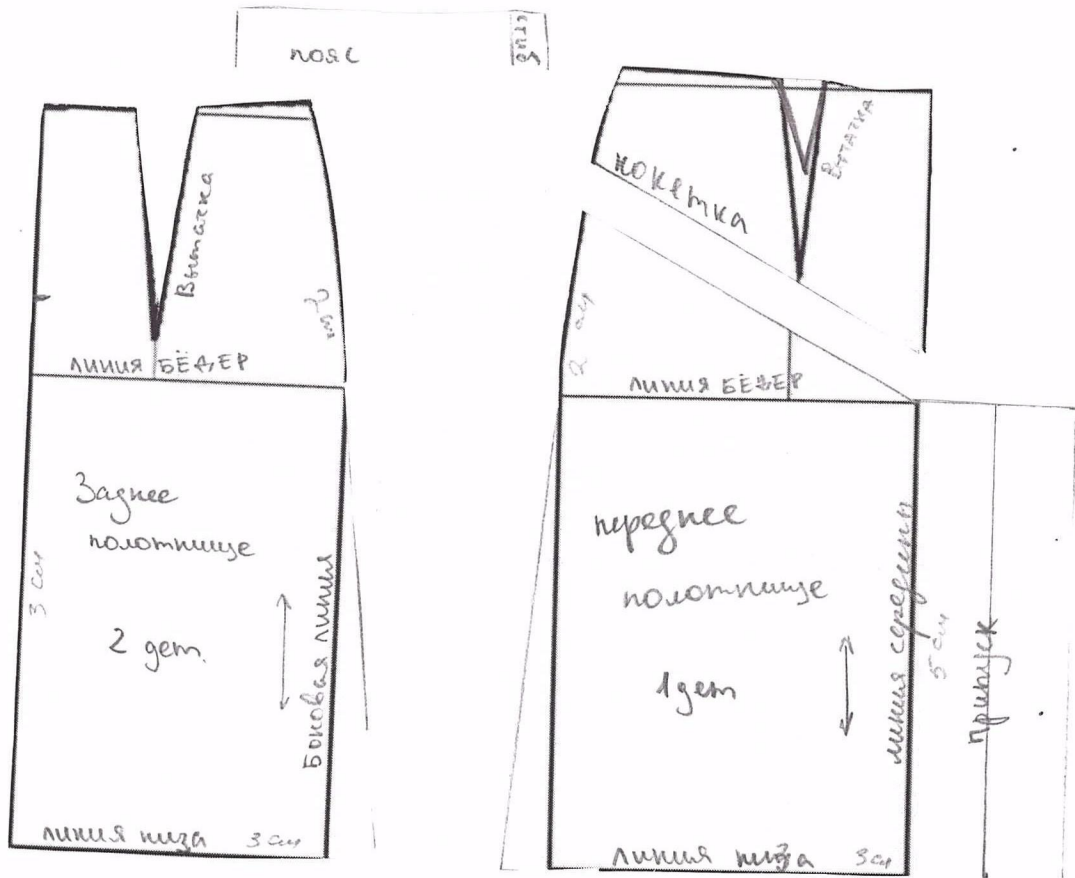 пояс
сгиб
Вытачка
2 см
линия БЁДЕР
Заднее
полотнище
2 дет.
3 см
Боковая линия
линия низа 3 см
Вытачка
кокетка
2 см
линия БЁДЕР
переднее
полотнище
1 дет
линия середины
5 см
припуск
линия низа 3 см